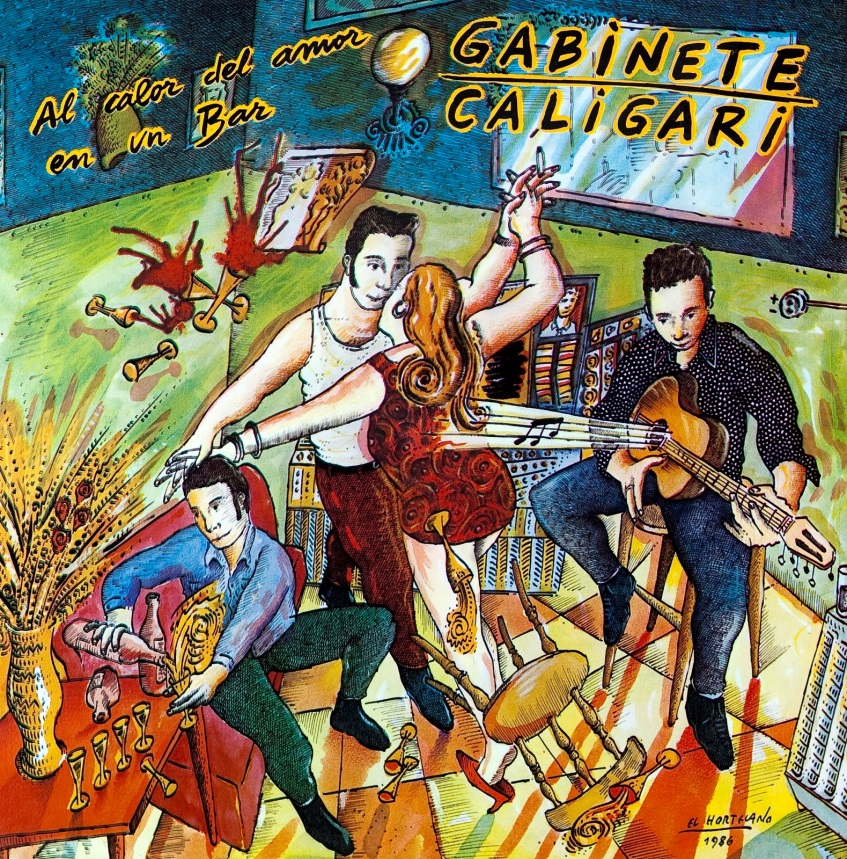 Al calor del amor
en un Bar
GABINETE
CALIGARI
EL HORTELANO
1986